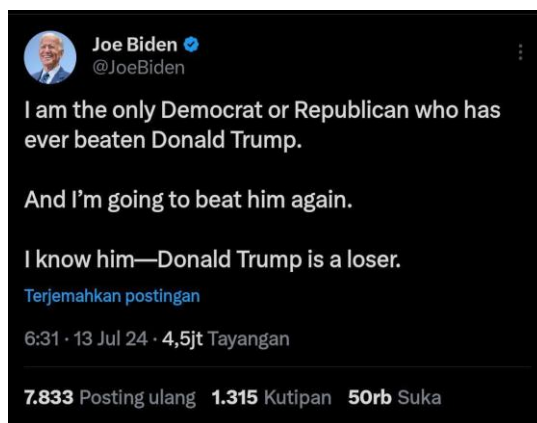 Joe Biden
@JoeBiden
I am the only Democrat or Republican who has
ever beaten Donald Trump.
And I’m going to beat him again.
I know him—Donald Trump is a loser.
Terjemahkan postingan
6:31 · 13 Jul 24 · 4,5jt Tayangan
7.833 Posting ulang 1.315 Kutipan 50rb Suka